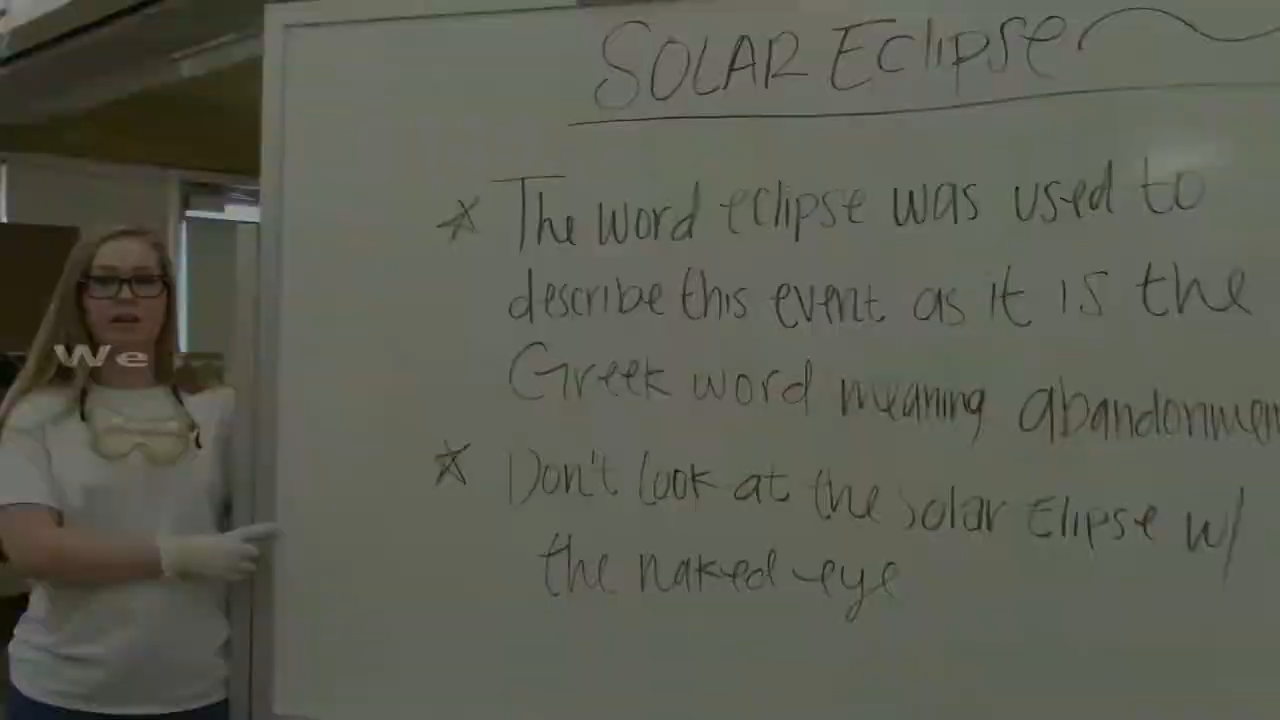 SOLAR Eclipse
* The word eclipse was used to
describe this event as it is the
Greek word meaning abandonmen
* Don't look at the solar Elipse w/
the naked-eye
We